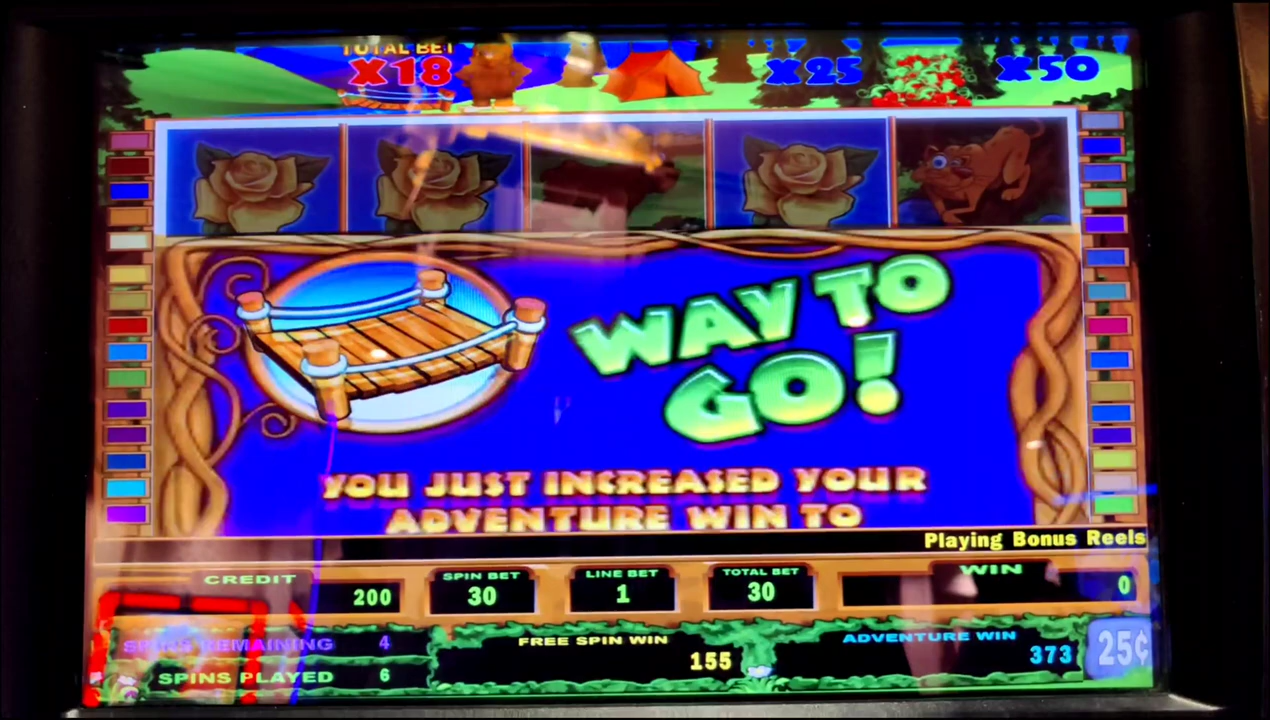 TOTAL BET
X18 X25 X50
WAY TO
GO!
YOU JUST INCREASED YOUR
ADVENTURE WIN TO
Playing Bonus Reels
CREDIT SPIN BET LINE BET TOTAL BET WIN
200 30 1 30 0
SPINS REMAINING 4 FREE SPIN WIN ADVENTURE WIN 25¢
155 373
SPINS PLAYED 6